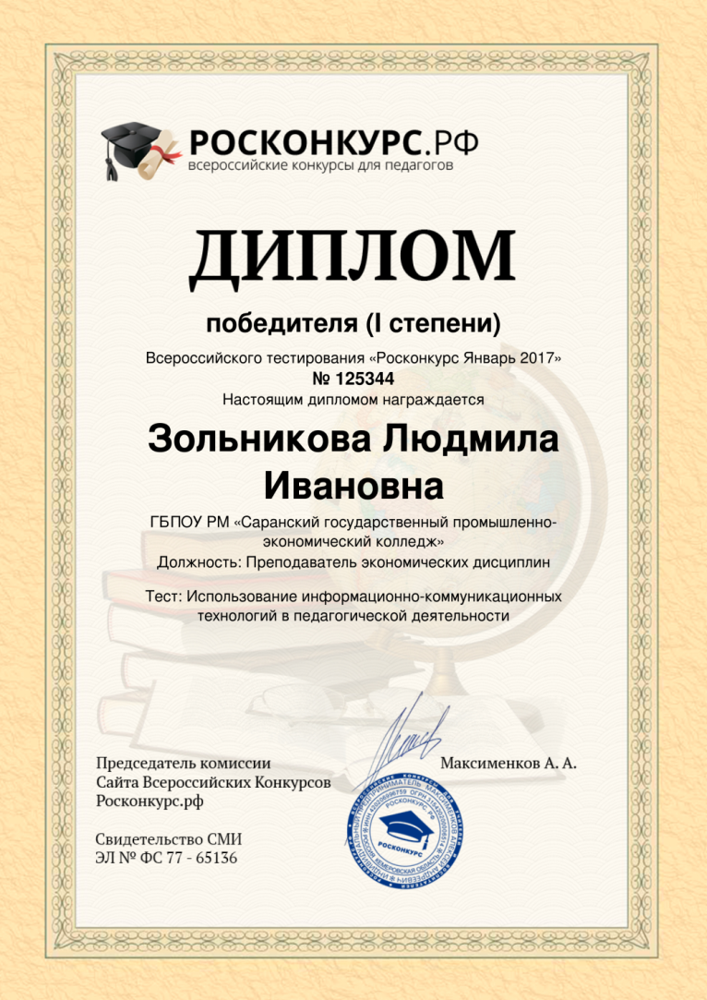 РОСКОНКУРС.РФ
всероссийские конкурсы для педагогов
ДИПЛОМ
победителя (I степени)
Всероссийского тестирования «Росконкурс Январь 2017»
№ 125344
Настоящим дипломом награждается
Зольникова Людмила
Ивановна
ГБПОУ РМ «Саранский государственный промышленно-
экономический колледж»
Должность: Преподаватель экономических дисциплин
Тест: Использование информационно-коммуникационных
технологий в педагогической деятельности
Председатель комиссии
Сайта Всероссийских Конкурсов
Росконкурс.рф
Максименков А. А.
Свидетельство СМИ
ЭЛ № ФС 77 - 65136
РОСКОНКУРС.РФ
РОСКОНКУРС